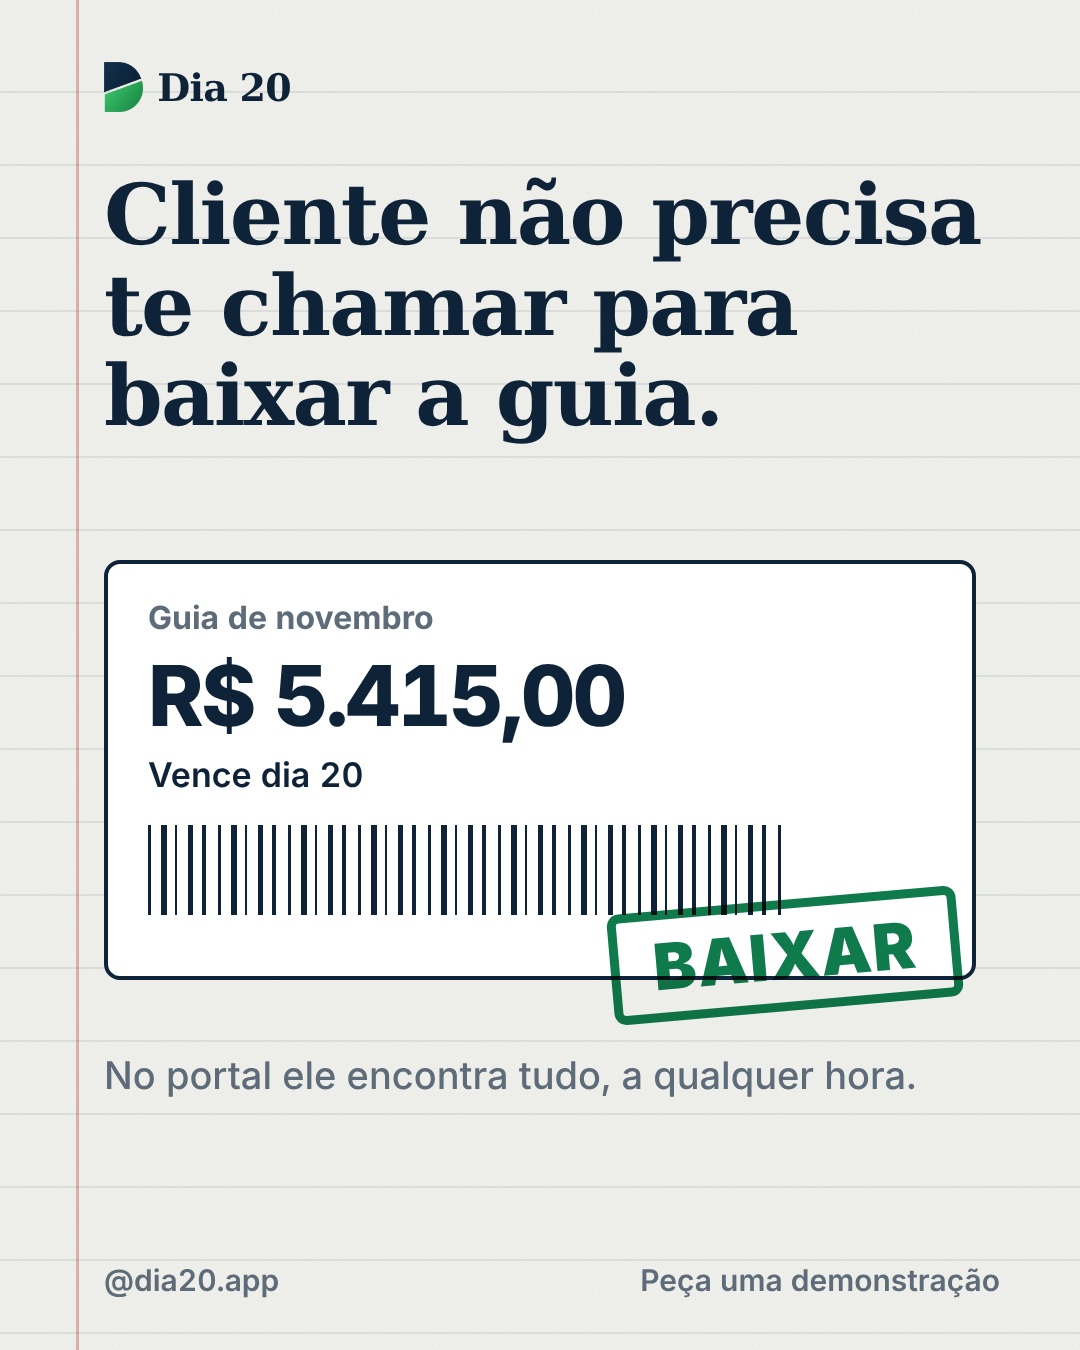 Dia 20
Cliente não precisa
te chamar para
baixar a guia.
Guia de novembro
R$ 5.415,00
Vence dia 20
BAIXAR
No portal ele encontra tudo, a qualquer hora.
@dia20.app
Peça uma demonstração